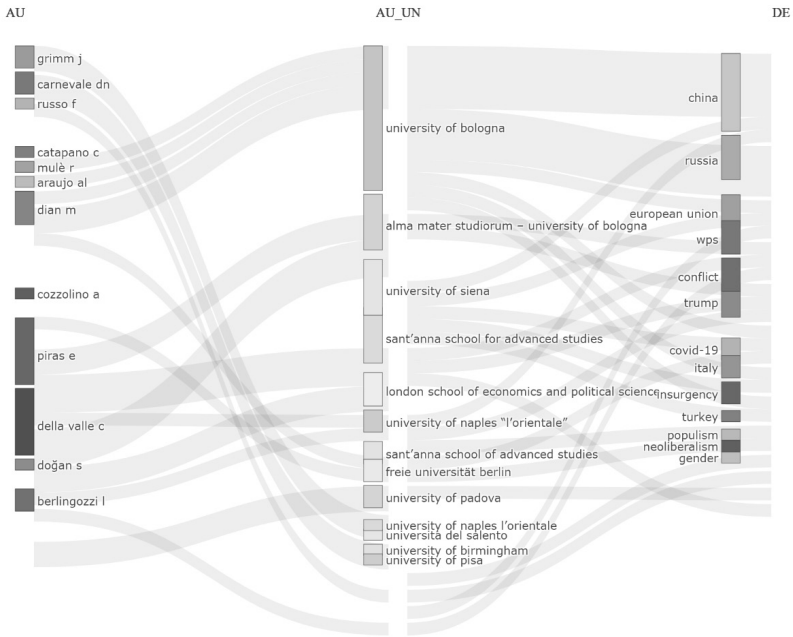 AU
AU_UN
DE
grimm j
carnevale dn
russo f
catapano c
mulè r
araujo al
dian m
cozzolino a
piras e
della valle c
doğan s
berlingozzi l
university of bologna
alma mater studiorum – university of bologna
university of siena
sant'anna school for advanced studies
london school of economics and political science
university of naples "l'orientale"
sant'anna school of advanced studies
freie universität berlin
university of padova
university of naples l'orientale
università del salento
university of birmingham
university of pisa
china
russia
european union
wps
conflict
trump
covid-19
italy
insurgency
turkey
populism
neoliberalism
gender